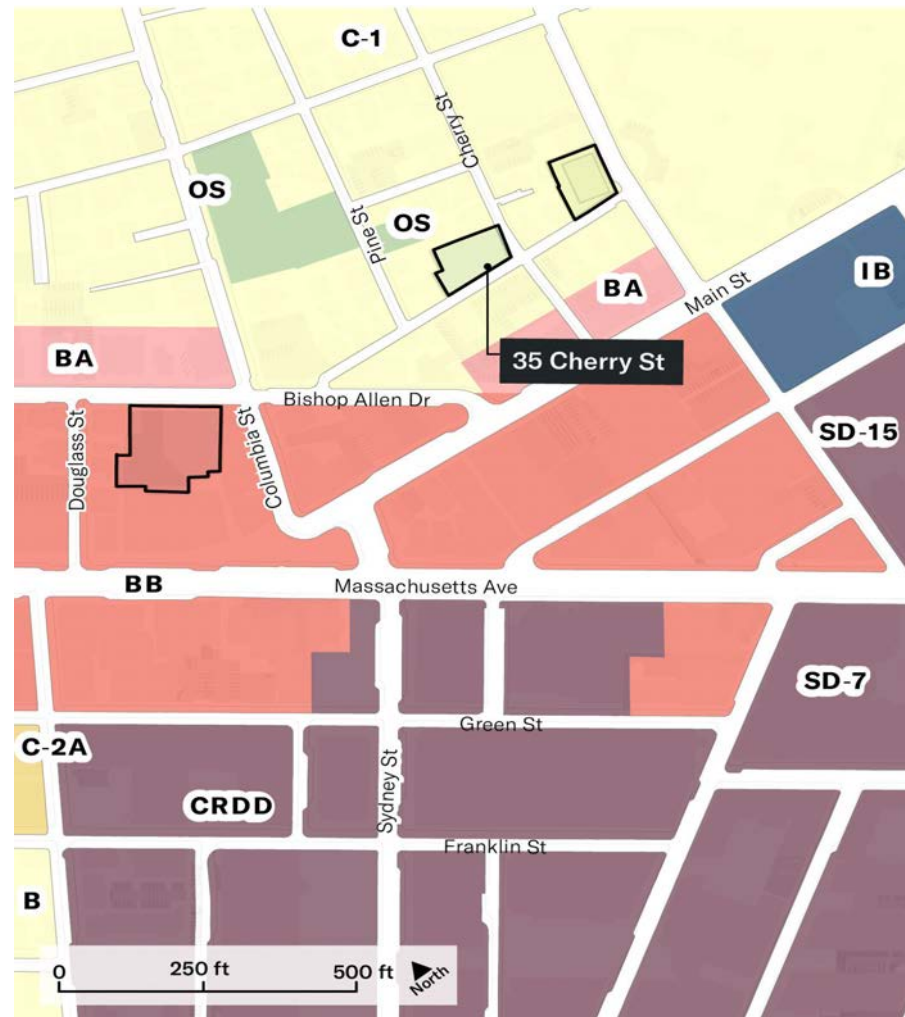 C-1
Cherry St
OS
Pine St
OS
BA
Main St
IB
BA
35 Cherry St
Bishop Allen Dr
SD-15
Douglass St
Columbia St
BB
Massachusetts Ave
SD-7
Green St
C-2A
CRDD
Sydney St
Franklin St
B
0 250 ft 500 ft
North